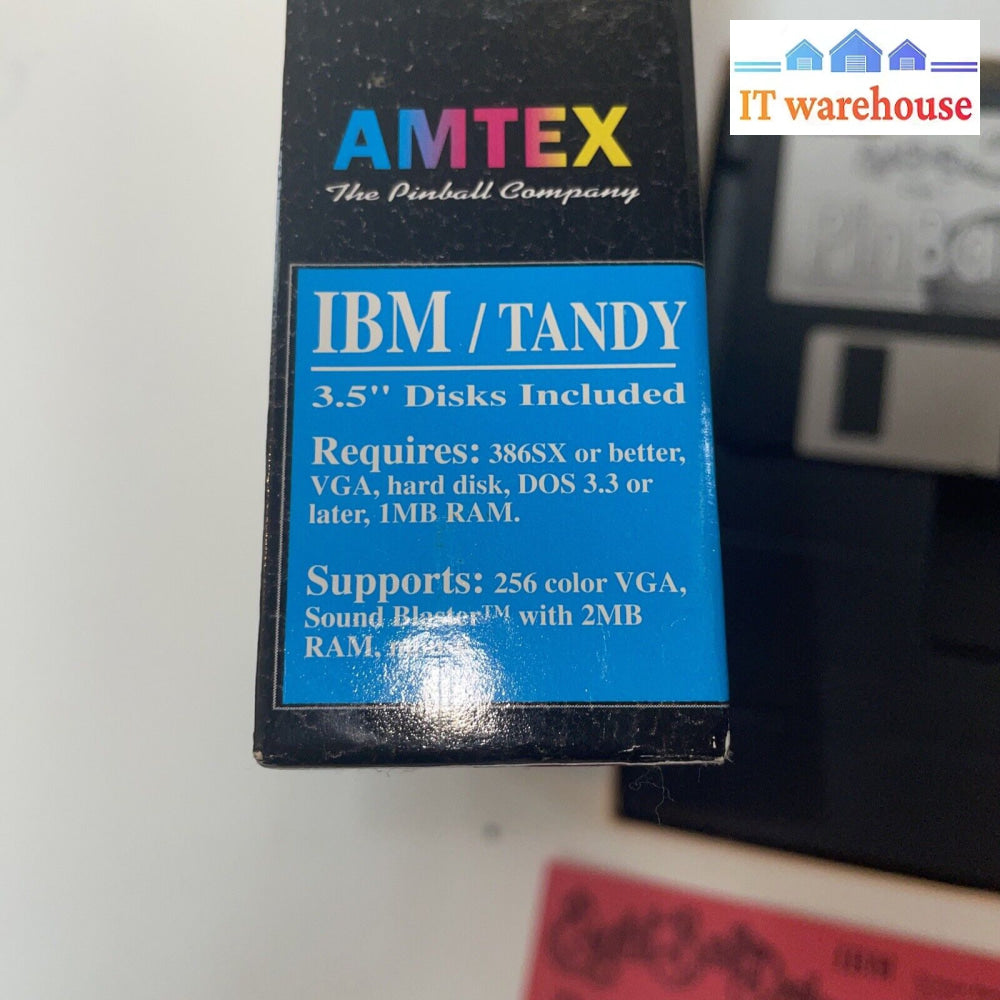 IT warehouse
AMTEX
The Pinball Company
IBM / TANDY
3.5" Disks Included
Requires: 386SX or better,
VGA, hard disk, DOS 3.3 or
later, 1MB RAM.
Supports: 256 color VGA,
Sound Blaster™ with 2MB
RAM, mouse.